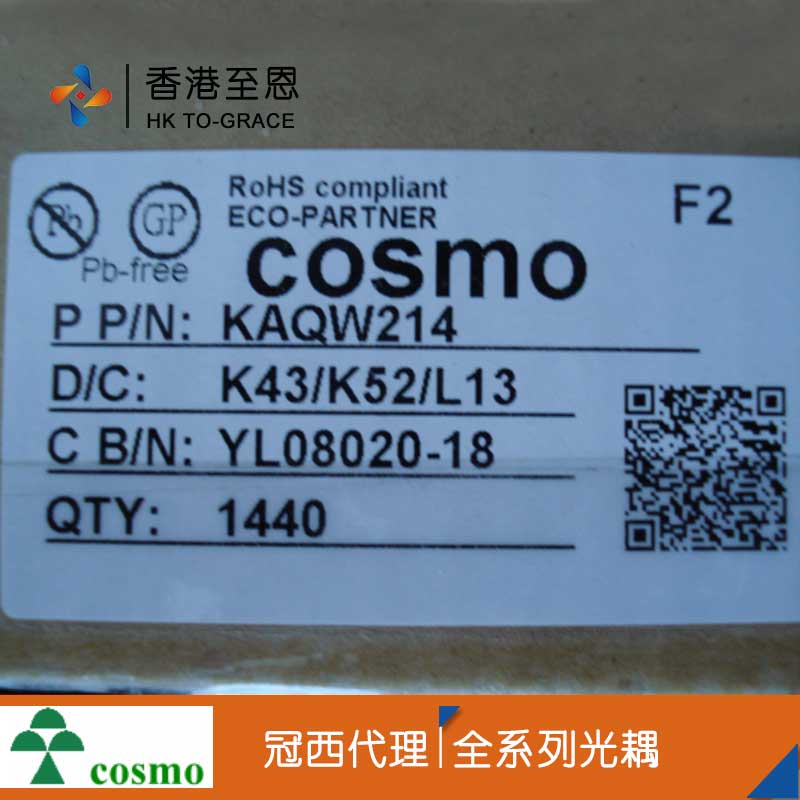 香港至恩
HK TO-GRACE
RoHS compliant
ECO-PARTNER
F2
Pb
GP
Pb-free
cosmo
P P/N: KAQW214
D/C: K43/K52/L13
C B/N: YL08020-18
QTY: 1440
cosmo
冠西代理 全系列光耦